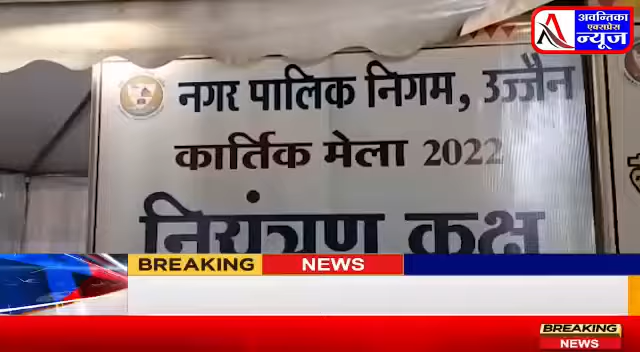 अवन्तिका
एक्सप्रेस
न्यूज
नगर पालिक निगम, उज्जैन
कार्तिक मेला 2022
नियंत्रण कक्ष
BREAKING NEWS
BREAKING
NEWS